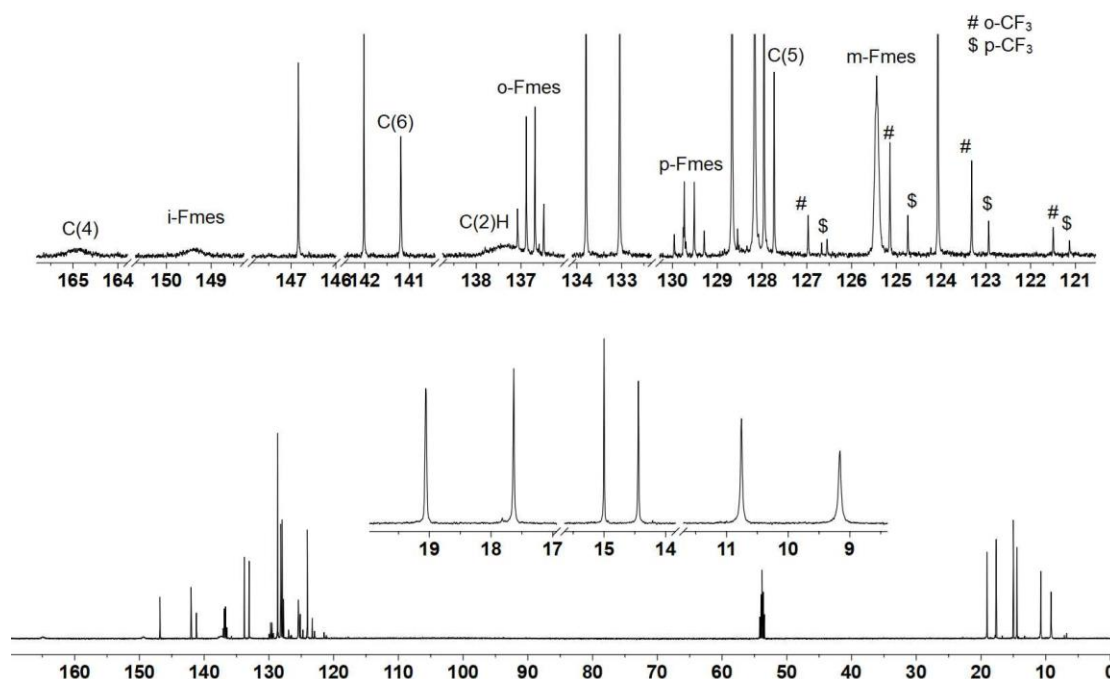 # o-CF₃
$ p-CF₃
C(4)
i-Fmes
C(6)
C(2)H
o-Fmes
p-Fmes
C(5)
m-Fmes
#
#
#
$
$
$
$
165 164 150 149 147 146 142 141 138 137 134 133 130 129 128 127 126 125 124 123 122 121
19 18 17 15 14 11 10 9
160 150 140 130 120 110 100 90 80 70 60 50 40 30 20 10 0